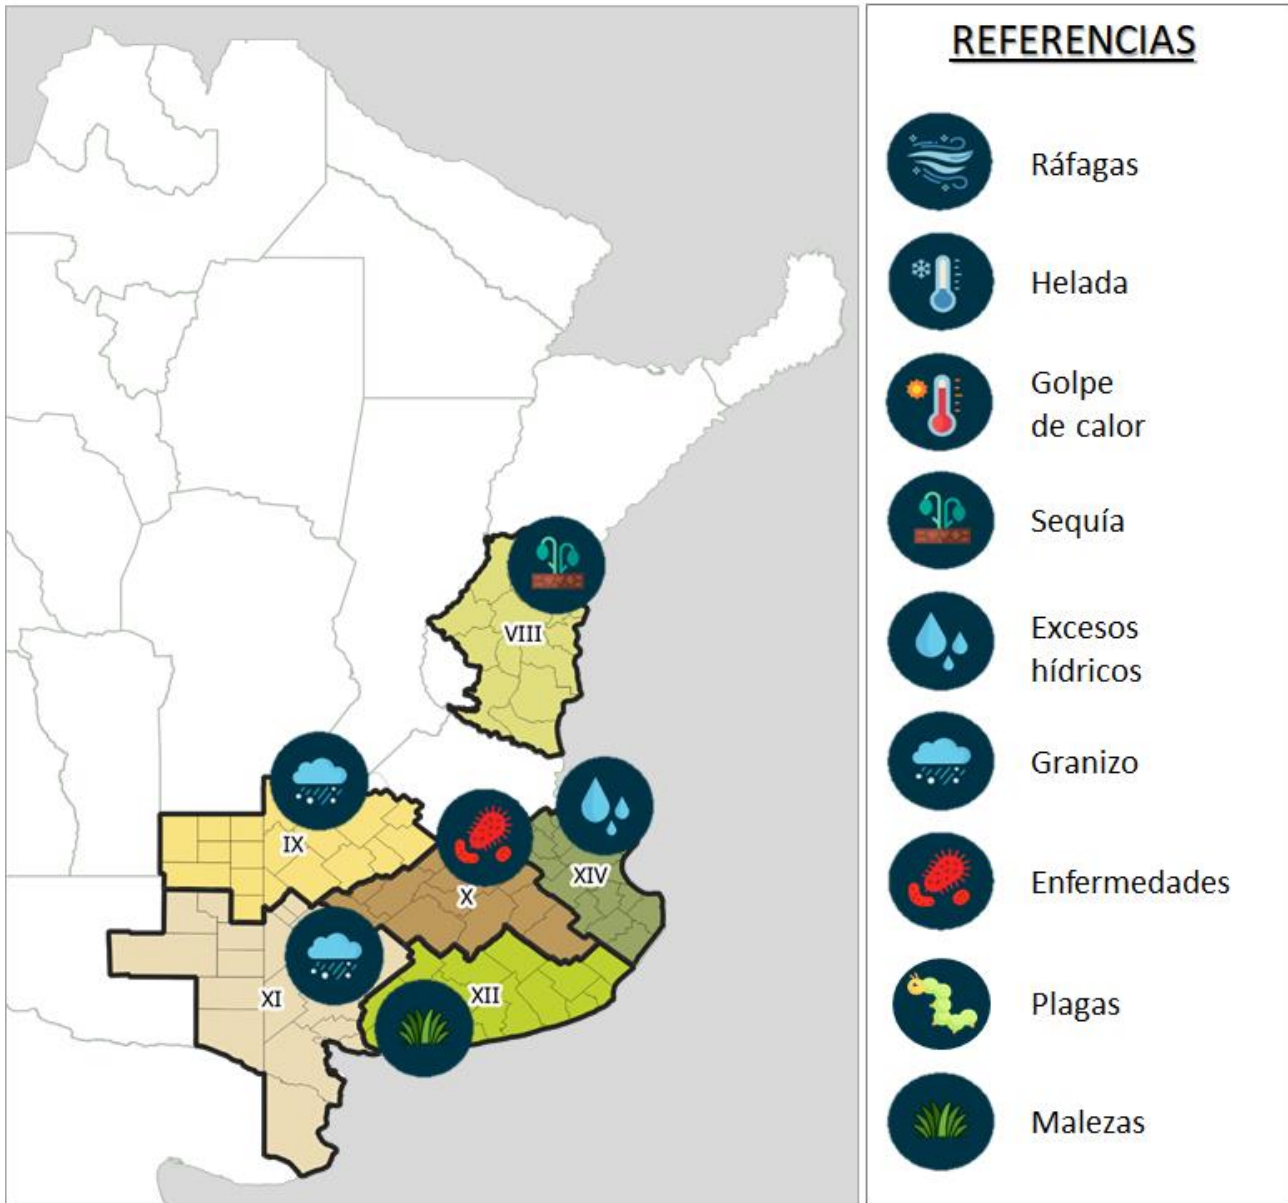 REFERENCIAS
Ráfagas
Helada
Golpe
de calor
Sequía
Excesos
hídricos
Granizo
Enfermedades
Plagas
Malezas
VIII
IX
X
XIV
XI
XII